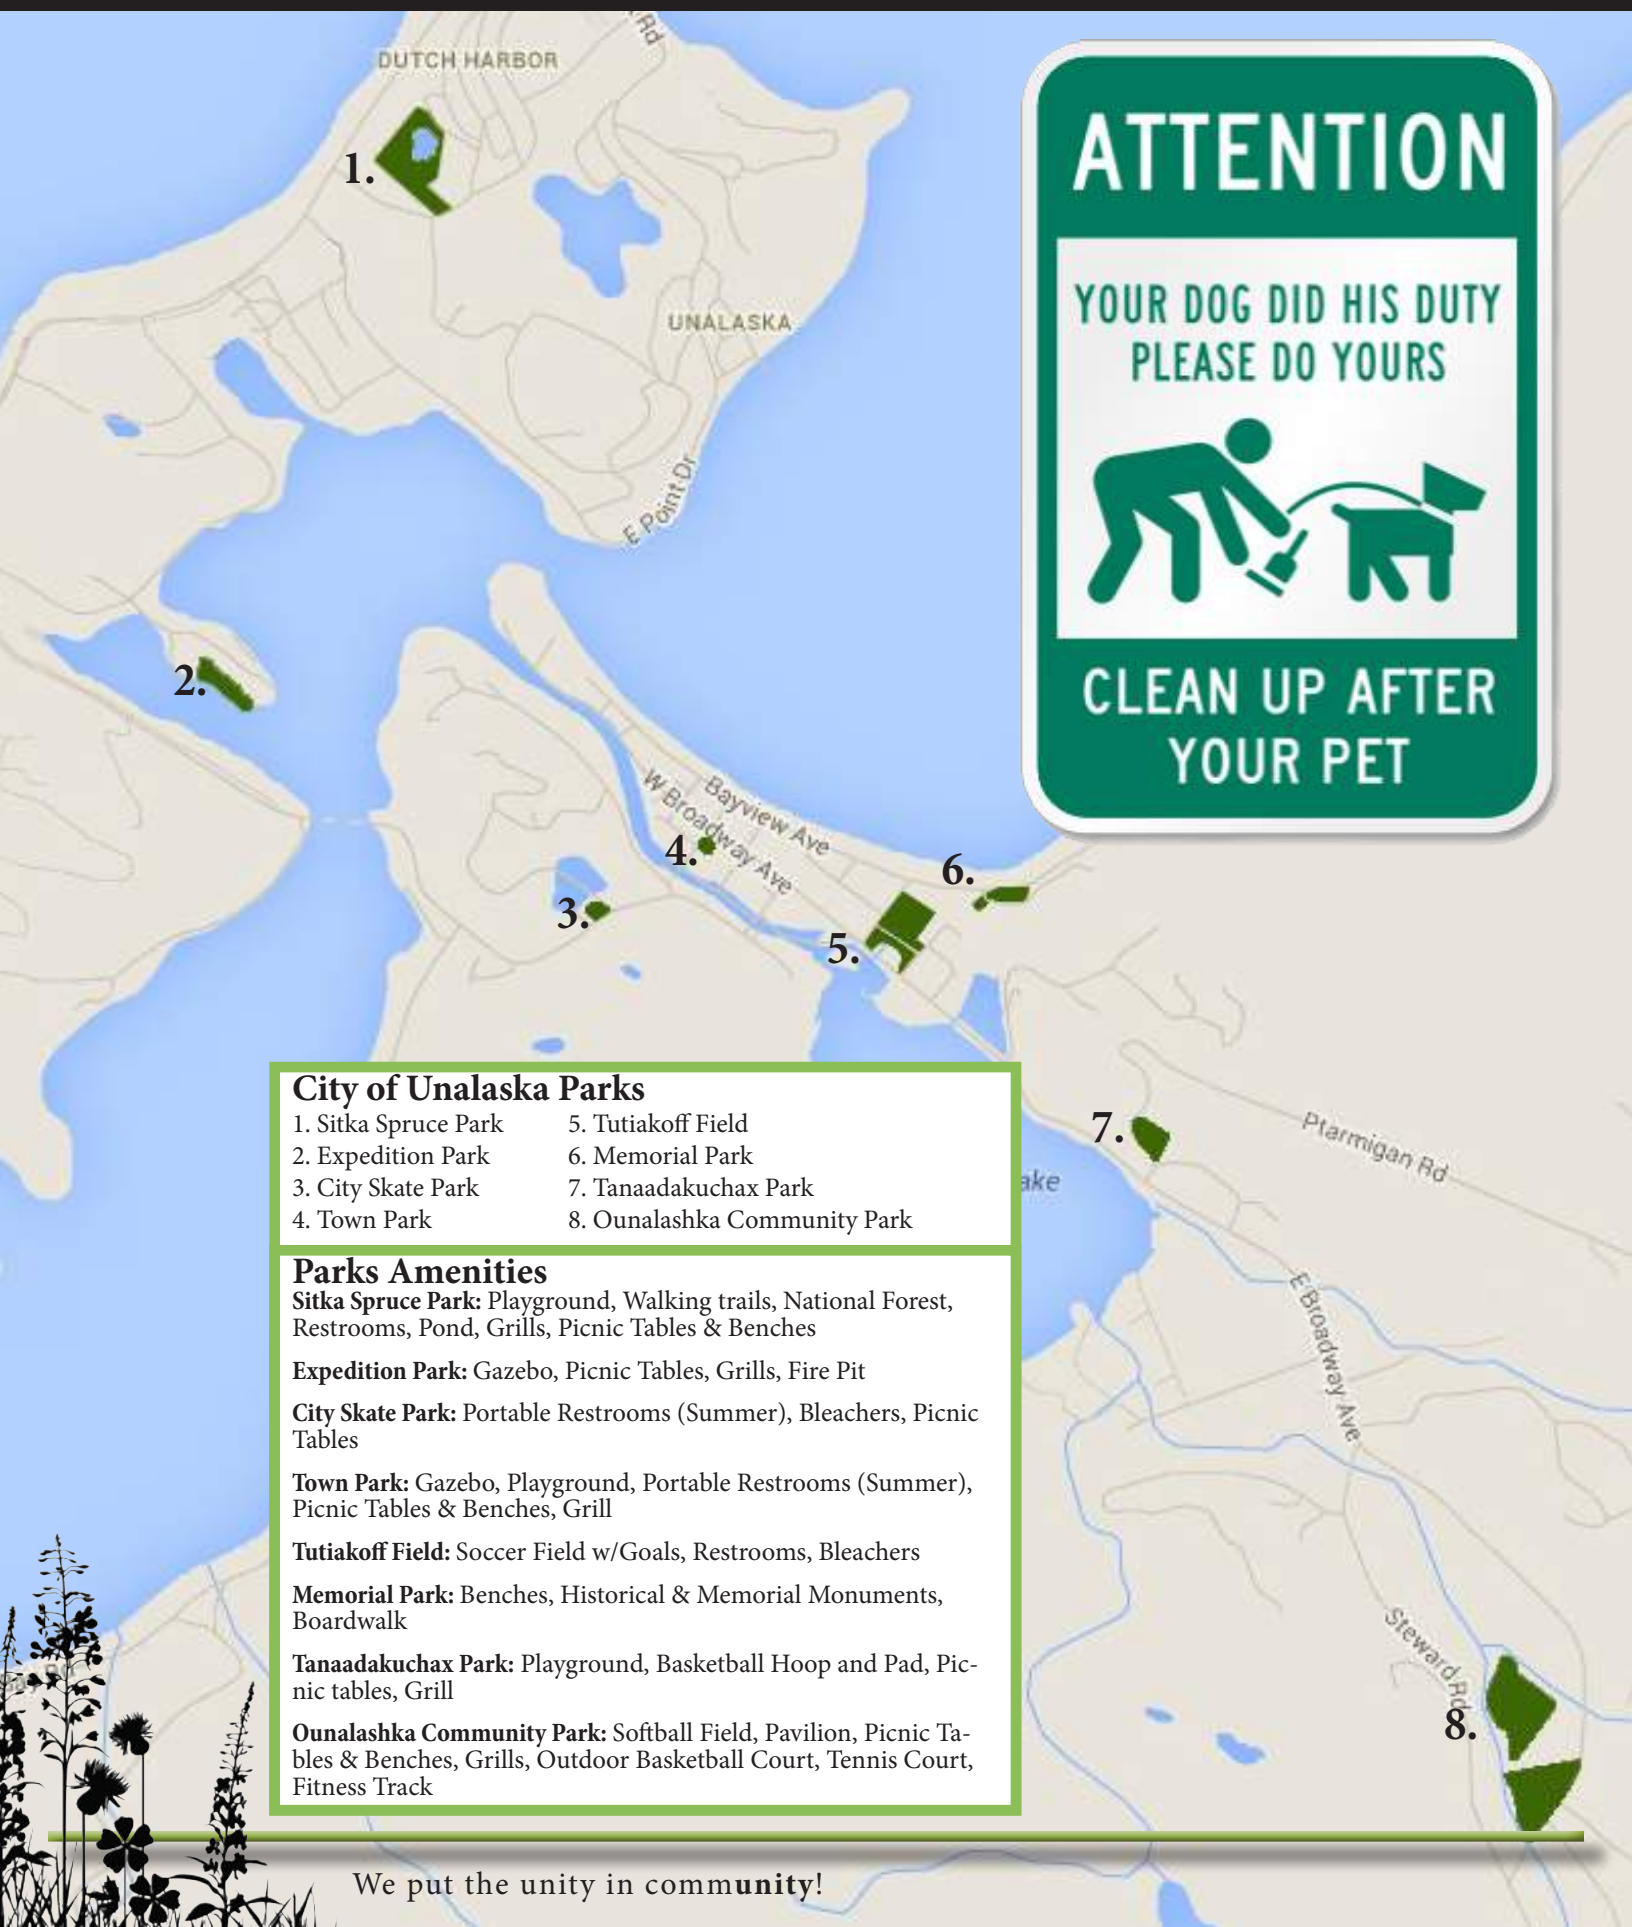 Rd
DUTCH HARBOR
1.
UNALASKA
E Point Dr
2.
ATTENTION
YOUR DOG DID HIS DUTY
PLEASE DO YOURS
CLEAN UP AFTER
YOUR PET
Bayview Ave
W Broadway Ave
4.
3.
6.
5.
City of Unalaska Parks
1. Sitka Spruce Park
2. Expedition Park
3. City Skate Park
4. Town Park
5. Tutiakoff Field
6. Memorial Park
7. Tanaadakuchax Park
8. Ounalashka Community Park
7.
Ptarmigan Rd
ake
E Broadway Ave
Steward Rd
8.
Parks Amenities
Sitka Spruce Park: Playground, Walking trails, National Forest,
Restrooms, Pond, Grills, Picnic Tables & Benches
Expedition Park: Gazebo, Picnic Tables, Grills, Fire Pit
City Skate Park: Portable Restrooms (Summer), Bleachers, Picnic
Tables
Town Park: Gazebo, Playground, Portable Restrooms (Summer),
Picnic Tables & Benches, Grill
Tutiakoff Field: Soccer Field w/Goals, Restrooms, Bleachers
Memorial Park: Benches, Historical & Memorial Monuments,
Boardwalk
Tanaadakuchax Park: Playground, Basketball Hoop and Pad, Pic-
nic tables, Grill
Ounalashka Community Park: Softball Field, Pavilion, Picnic Ta-
bles & Benches, Grills, Outdoor Basketball Court, Tennis Court,
Fitness Track
We put the unity in community!